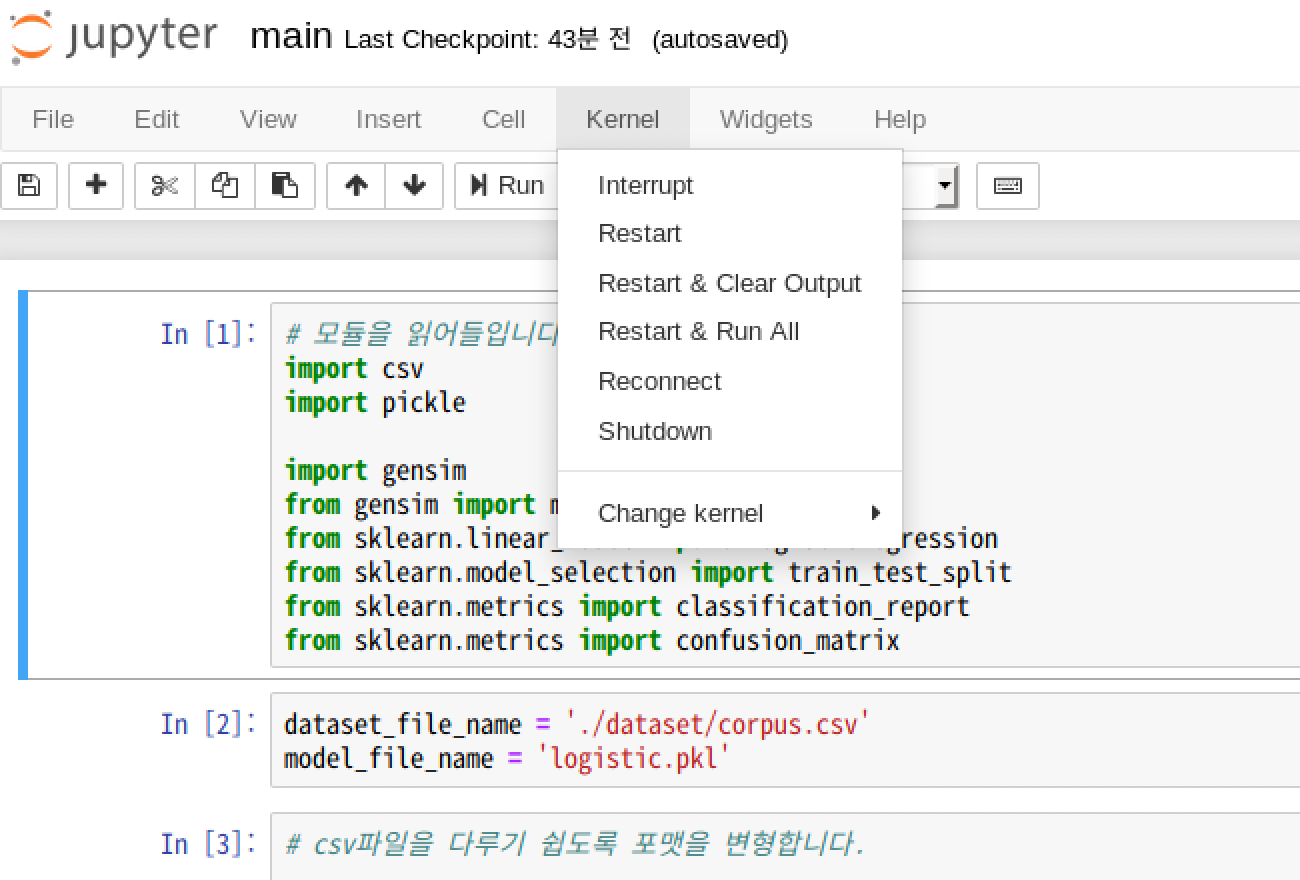 jupyter main Last Checkpoint: 43분 전 (autosaved)
File Edit View Insert Cell Kernel Widgets Help
Run
Interrupt
Restart
Restart & Clear Output
Restart & Run All
Reconnect
Shutdown
Change kernel
In [1]: # 모듈을 읽어들입니다
import csv
import pickle
import gensim
from gensim import
from sklearn.linear_
from sklearn.model_selection import train_test_split
from sklearn.metrics import classification_report
from sklearn.metrics import confusion_matrix
In [2]: dataset_file_name = './dataset/corpus.csv'
model_file_name = 'logistic.pkl'
In [3]: # csv파일을 다루기 쉽도록 포맷을 변형합니다.